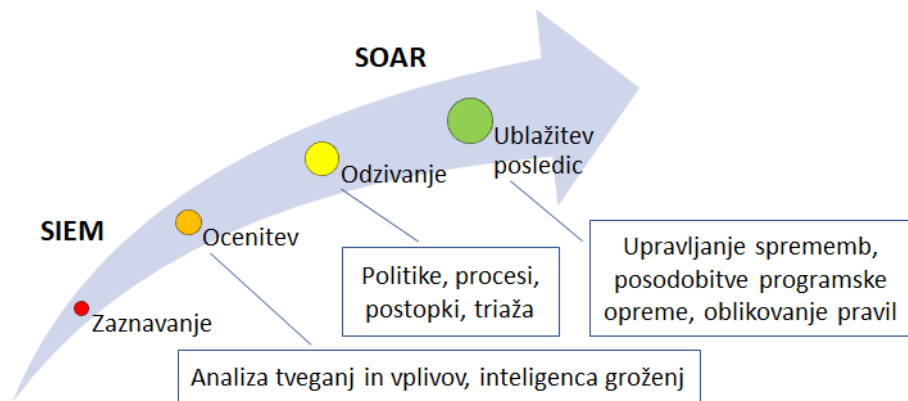 SOAR
Ublažitev
posledic
Odzivanje
SIEM
Ocenitev
Zaznavanje
Upravljanje sprememb,
posodobitve programske
opreme, oblikovanje pravil
Politike, procesi,
postopki, triaža
Analiza tveganj in vplivov, inteligenca groženj